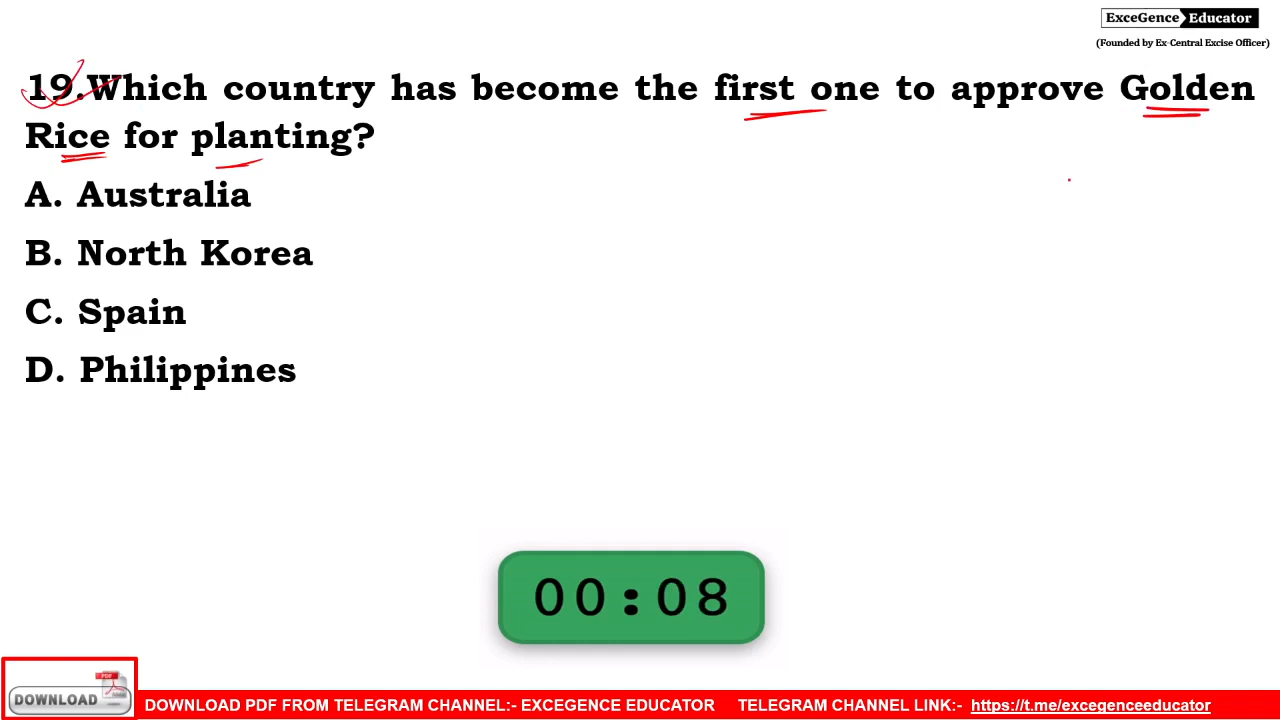 ExceGence Educator
(Founded by Ex-Central Excise Officer)
19.Which country has become the first one to approve Golden
Rice for planting?
A. Australia
B. North Korea
C. Spain
D. Philippines
00:08
PDF
DOWNLOAD
DOWNLOAD PDF FROM TELEGRAM CHANNEL:- EXCEGENCE EDUCATOR TELEGRAM CHANNEL LINK:- https://t.me/excegenceeducator